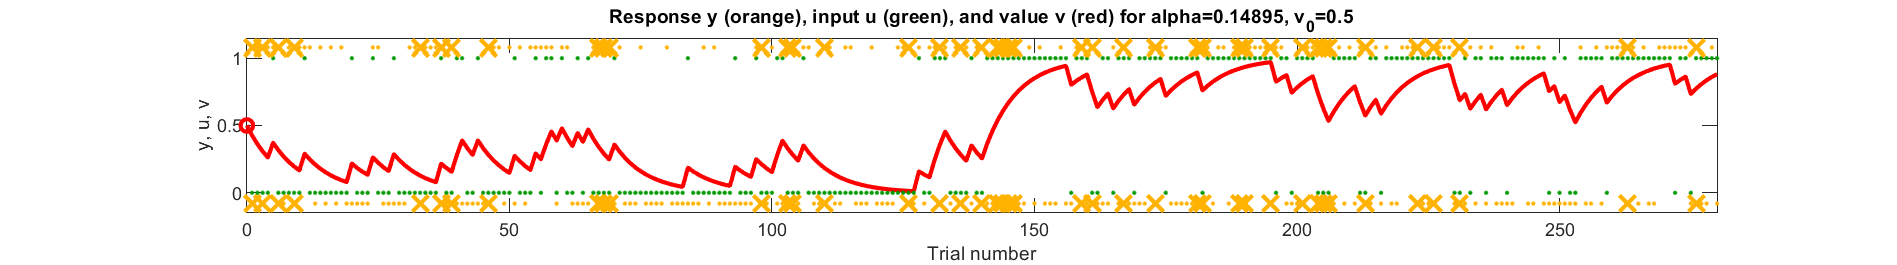 Response y (orange), input u (green), and value v (red) for alpha=0.14895, v0=0.5
y, u, v
1
0.5
0
0 50 100 150 200 250
Trial number